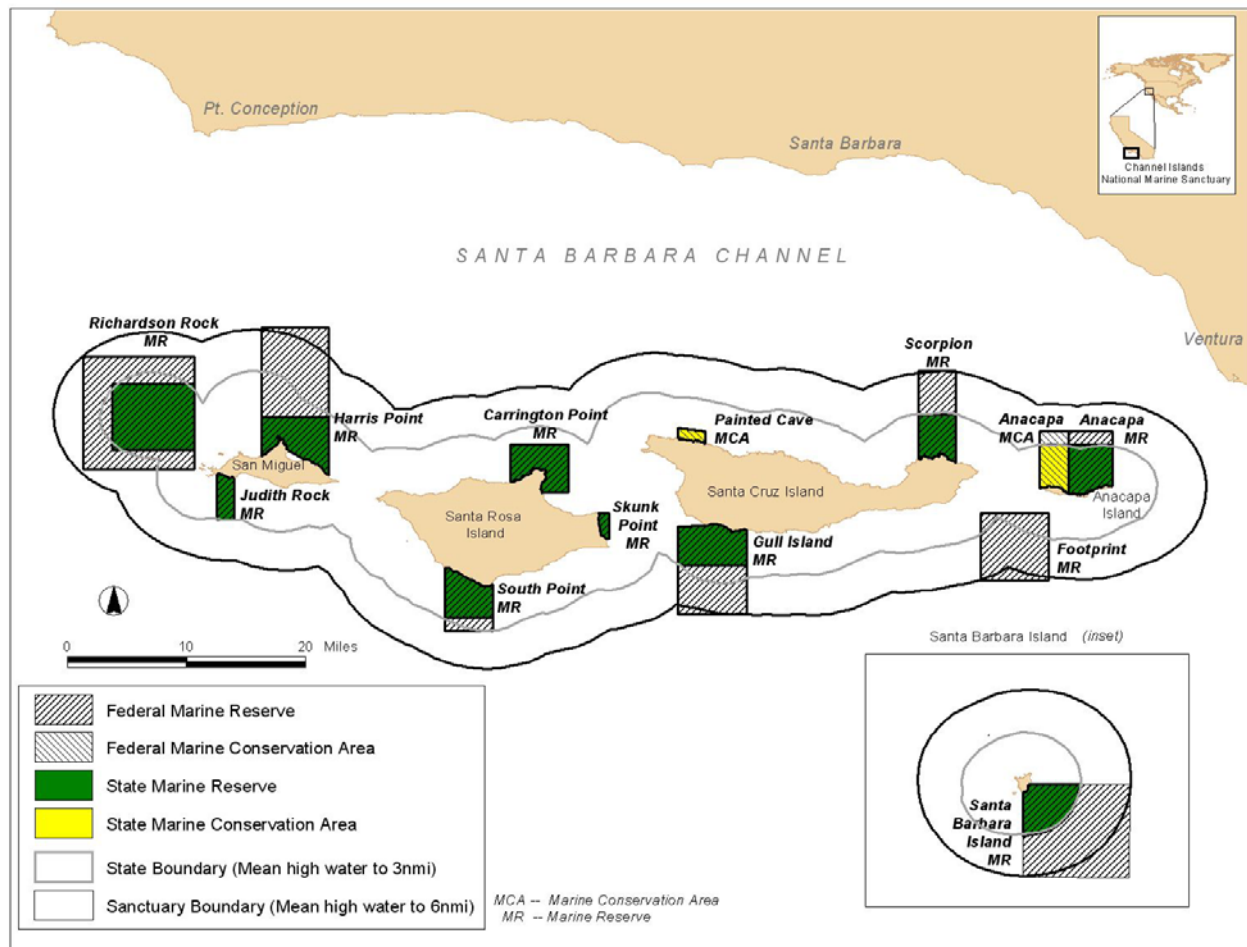 Pt. Conception
Santa Barbara
Channel Islands
National Marine Sanctuary
SANTA BARBARA CHANNEL
Ventura
Richardson Rock
MR
Harris Point
MR
Carrington Point
MR
Painted Cave
MCA
Scorpion
MR
Anacapa
MCA
Anacapa
MR
San Miguel
Judith Rock
MR
Santa Rosa
Island
Skunk
Point
MR
Santa Cruz Island
Gull Island
MR
Anacapa
Island
Footprint
MR
South Point
MR
0 10 20 Miles
Santa Barbara Island (inset)
Santa
Barbara
Island
MR
Federal Marine Reserve
Federal Marine Conservation Area
State Marine Reserve
State Marine Conservation Area
State Boundary (Mean high water to 3nmi)
Sanctuary Boundary (Mean high water to 6nmi)
MCA -- Marine Conservation Area
MR -- Marine Reserve